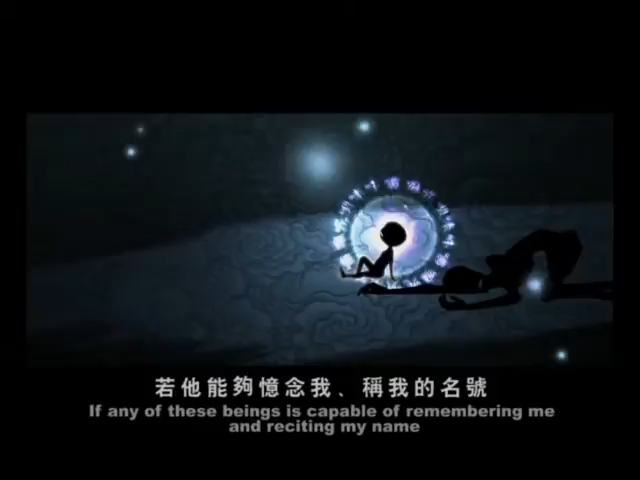 若他能夠憶念我、稱我的名號
If any of these beings is capable of remembering me
and reciting my name